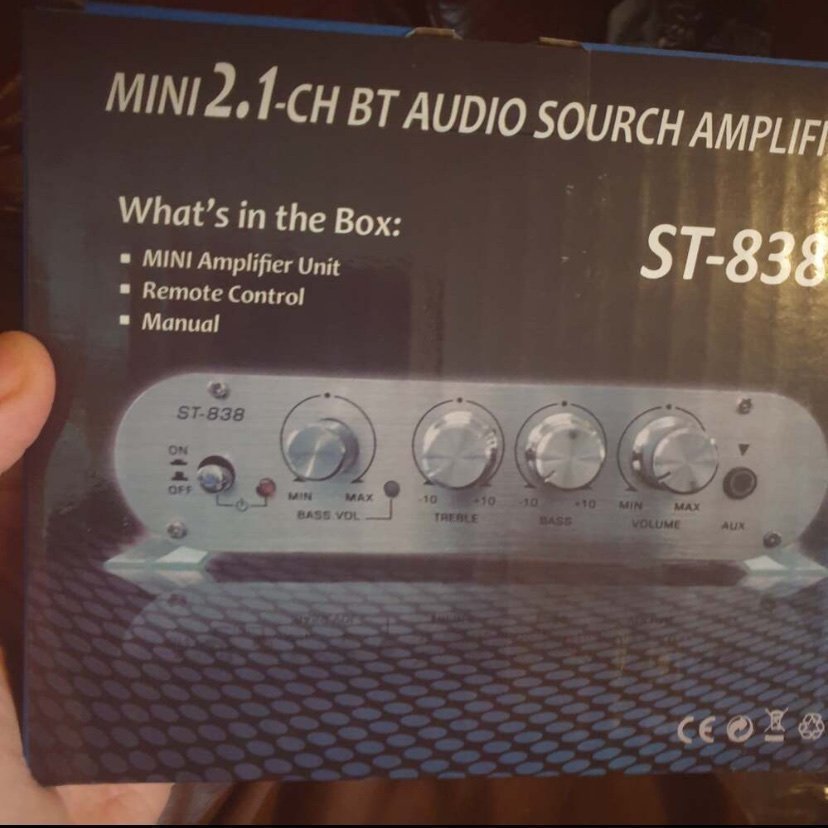 MINI 2.1-CH BT AUDIO SOURCH AMPLIFI
What's in the Box:
▪ MINI Amplifier Unit
▪ Remote Control
▪ Manual
ST-838
ST-838
ON
OFF
MIN MAX
BASS VOL
-10 +10
TREBLE
-10 +10
BASS
MIN MAX
VOLUME
AUX
CE